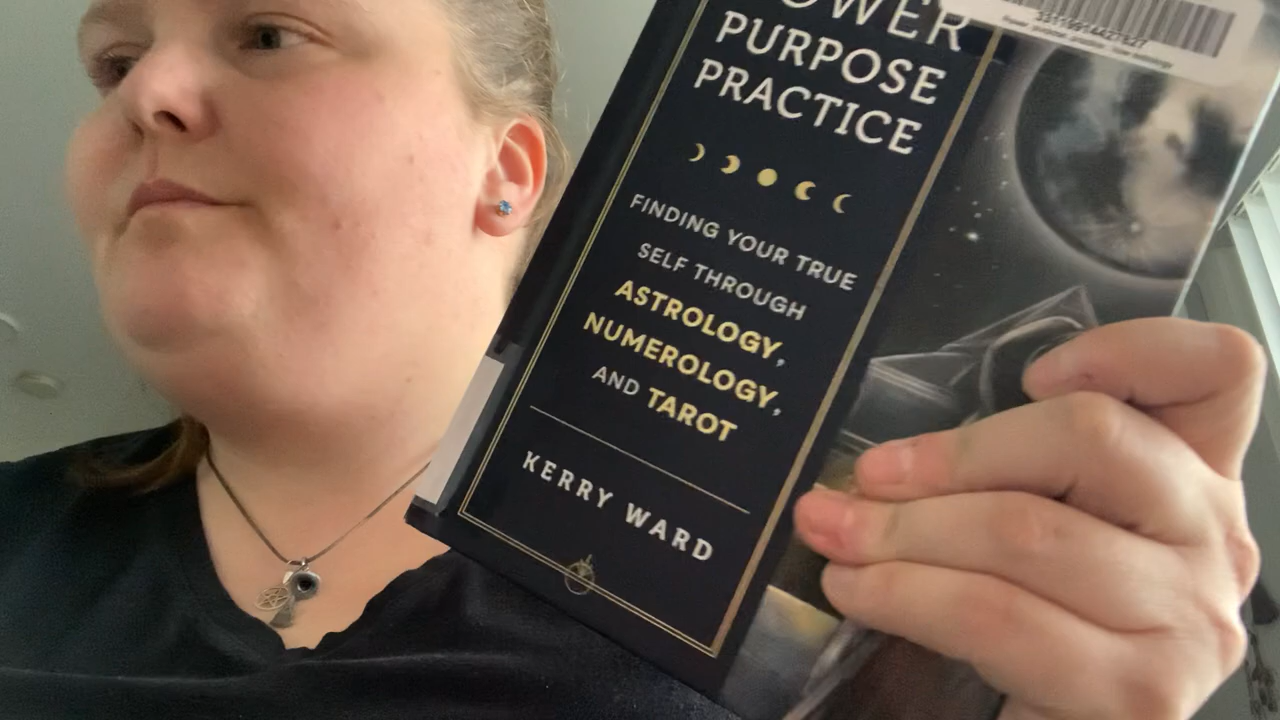 PURPOSE
PRACTICE
FINDING YOUR TRUE
SELF THROUGH
ASTROLOGY,
NUMEROLOGY,
AND TAROT
KERRY WARD